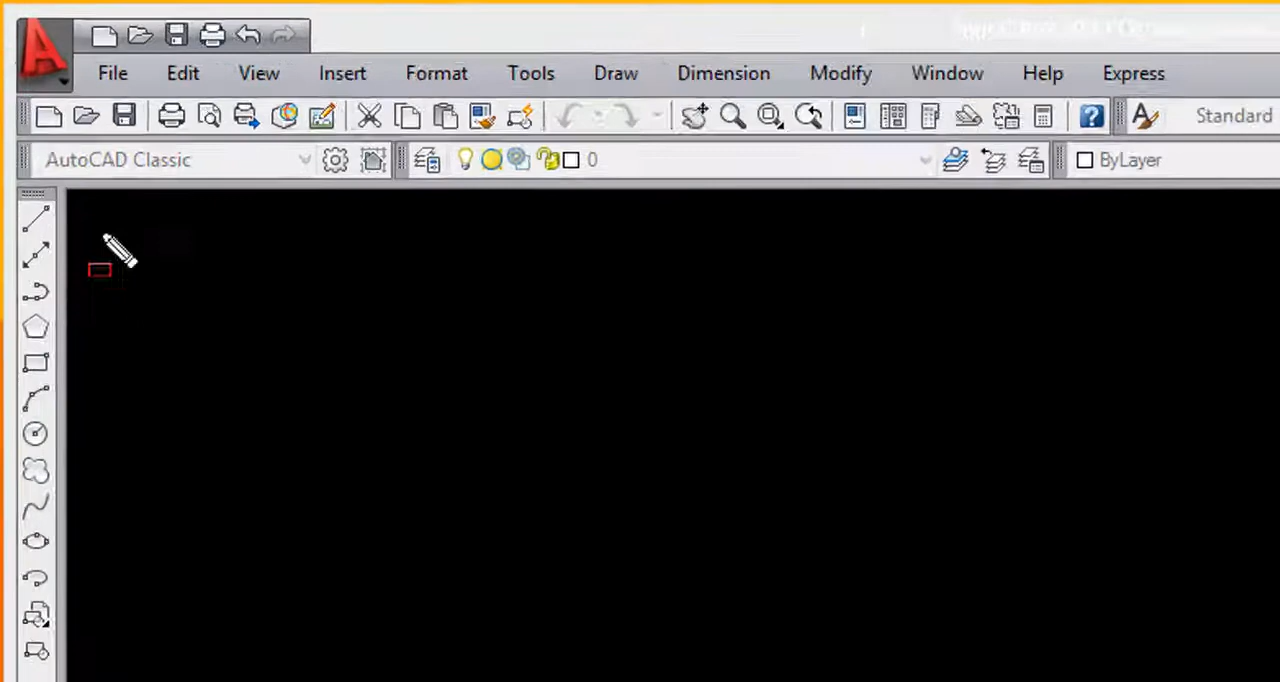 File Edit View Insert Format Tools Draw Dimension Modify Window Help Express
Standard
AutoCAD Classic 0 ByLayer